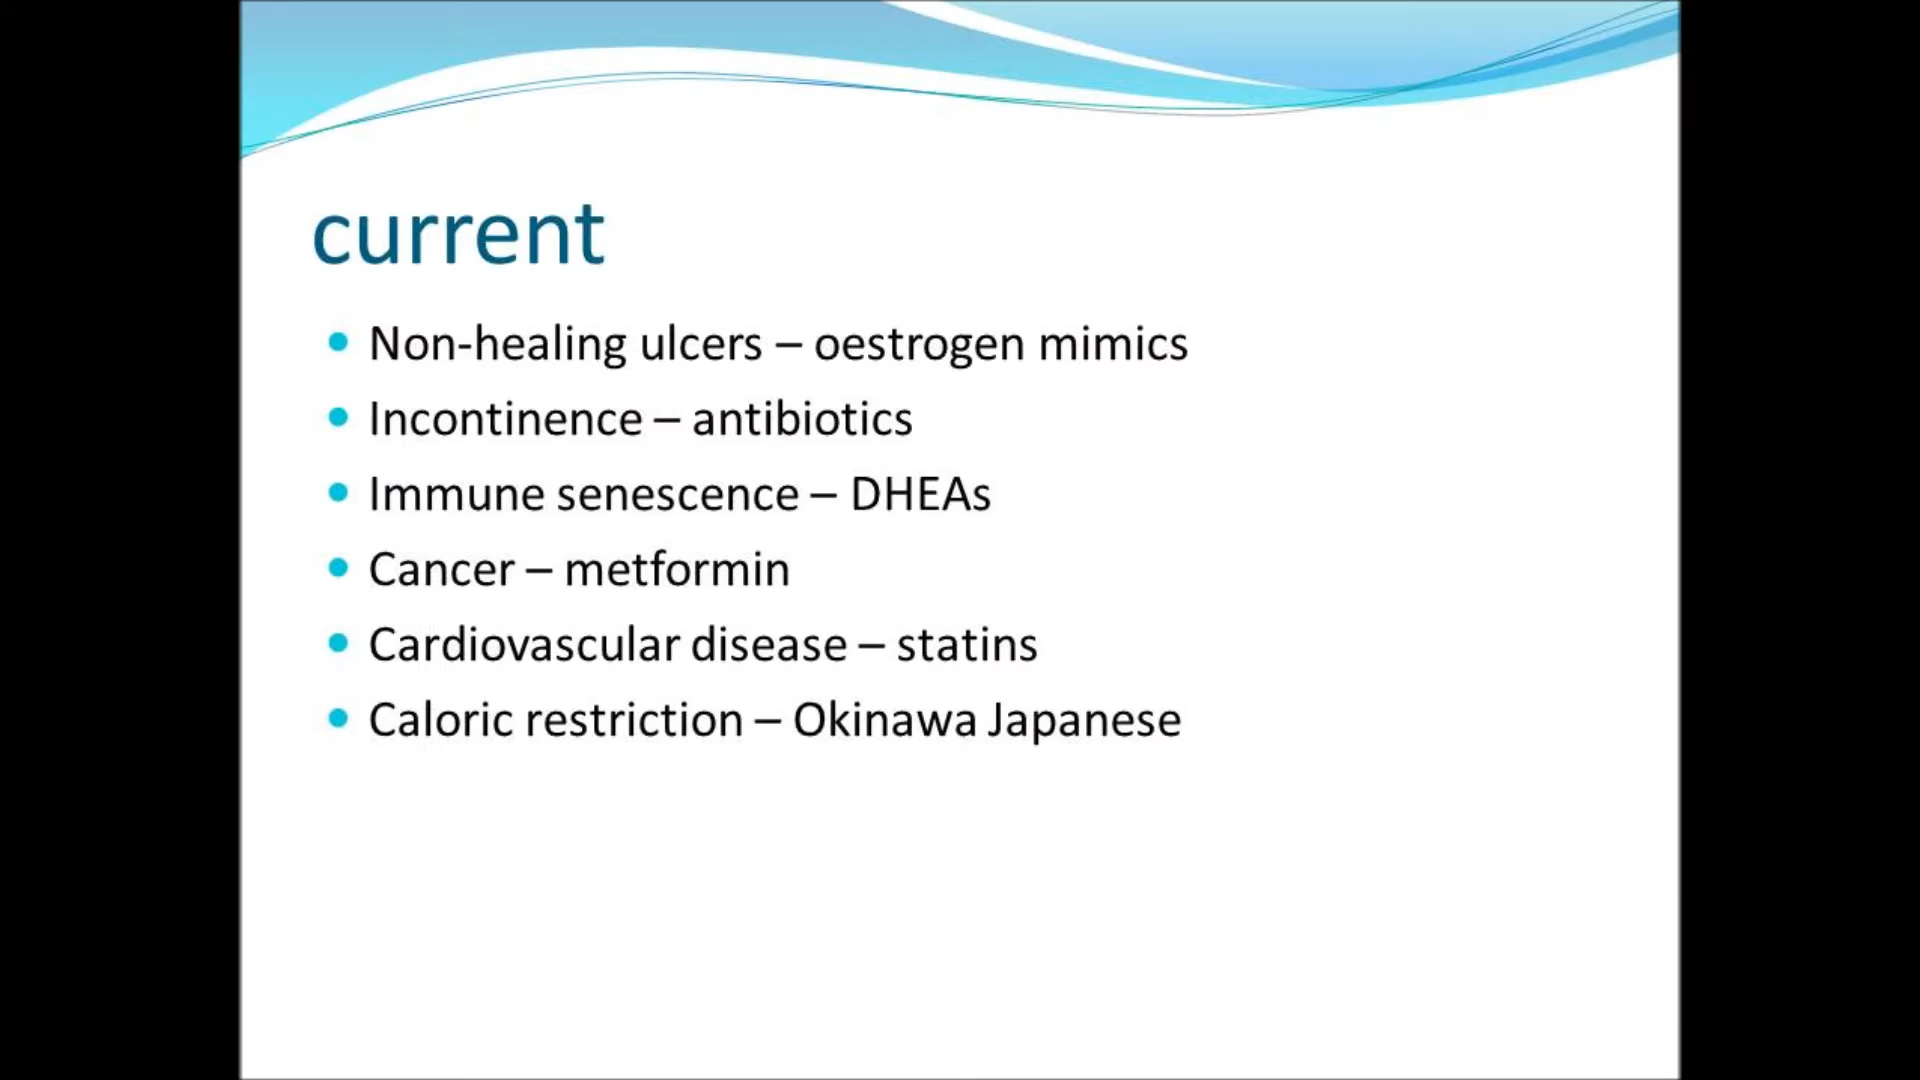 current
Non-healing ulcers – oestrogen mimics
Incontinence – antibiotics
Immune senescence – DHEAs
Cancer – metformin
Cardiovascular disease – statins
Caloric restriction – Okinawa Japanese